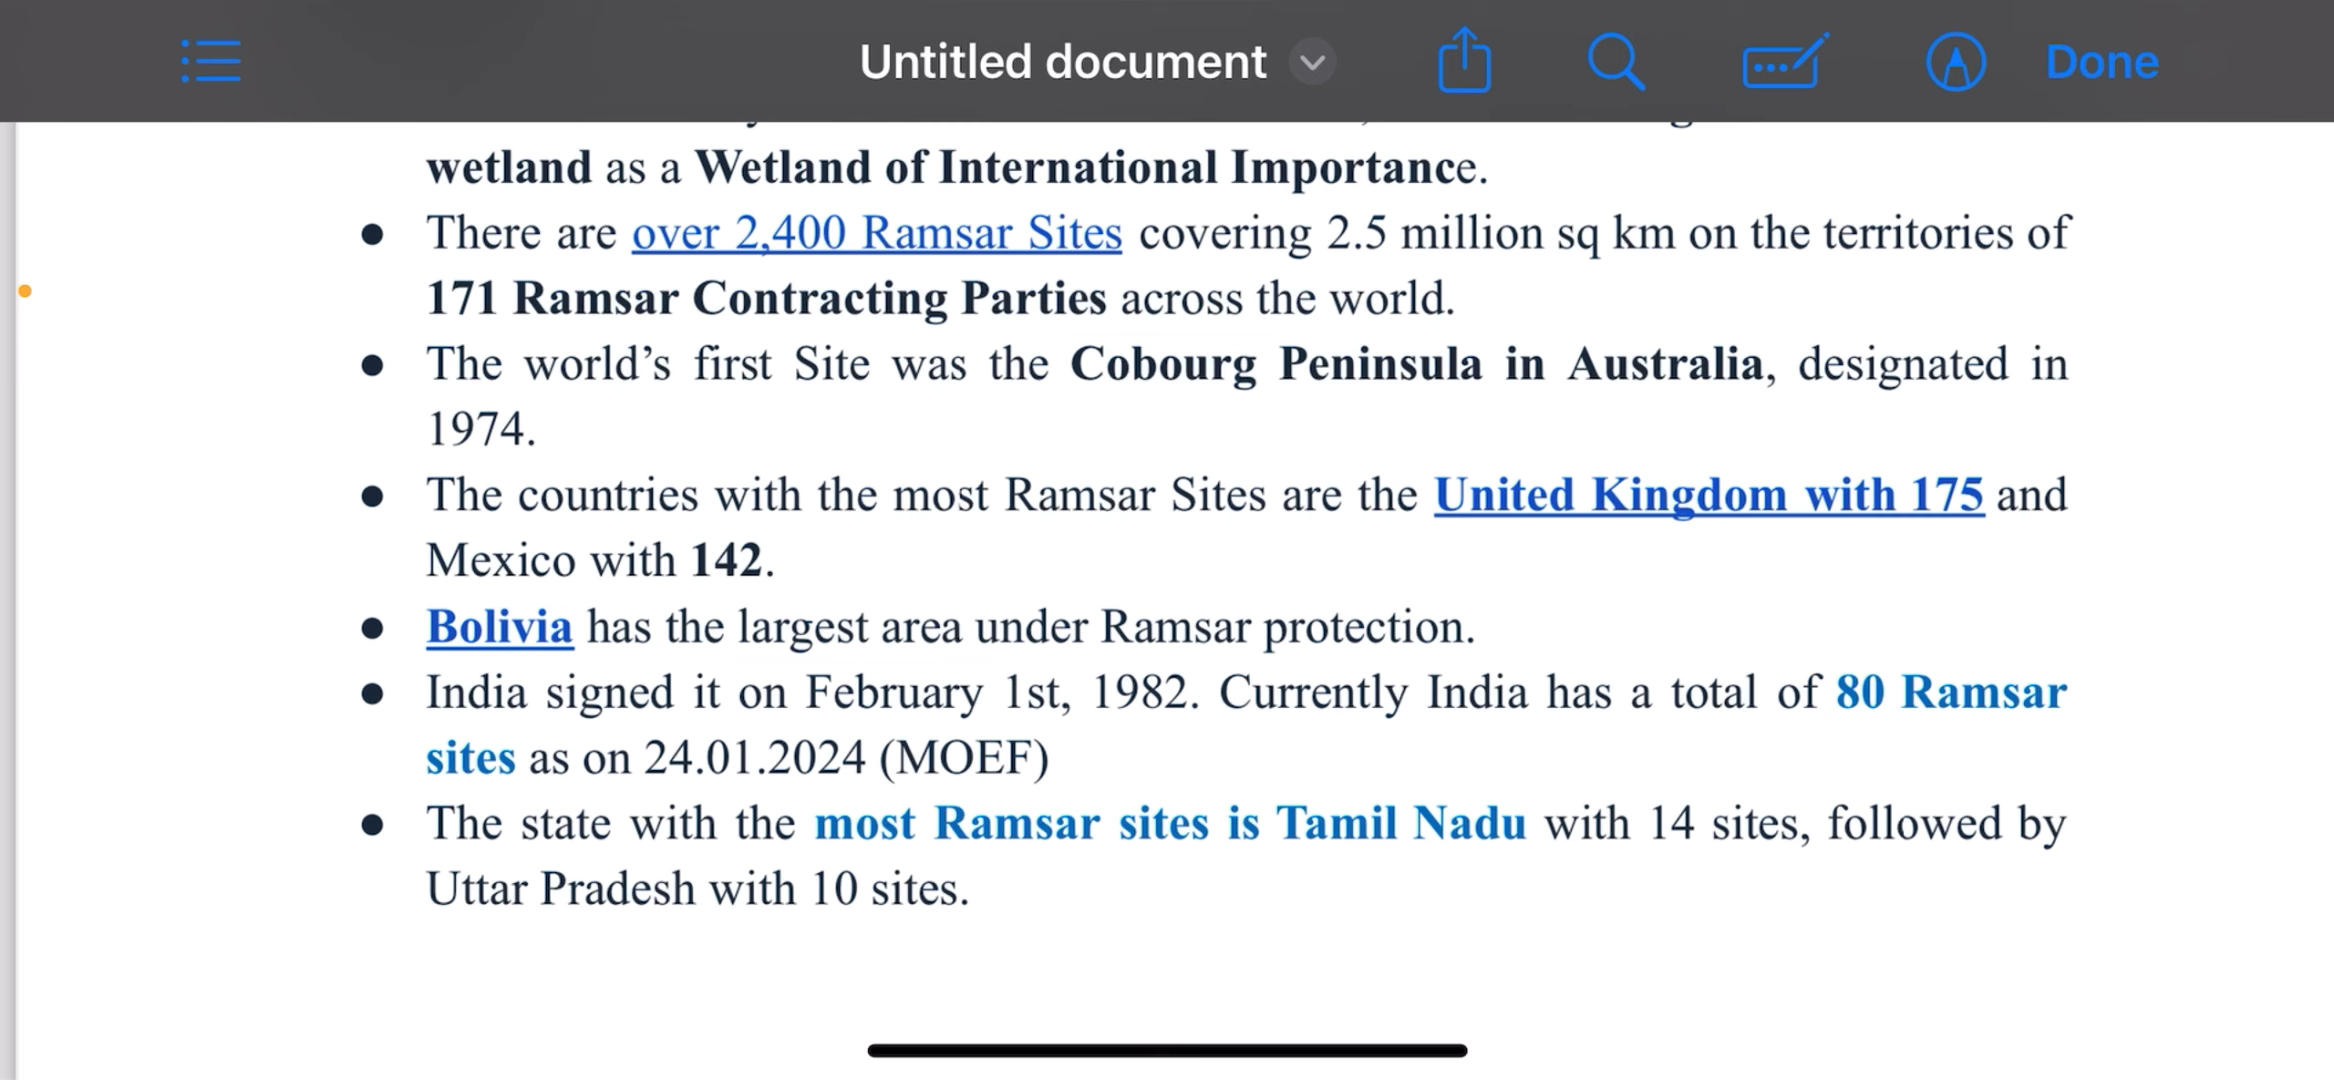 Untitled document
Done
wetland as a Wetland of International Importance.
● There are over 2,400 Ramsar Sites covering 2.5 million sq km on the territories of
171 Ramsar Contracting Parties across the world.
● The world’s first Site was the Cobourg Peninsula in Australia, designated in
1974.
● The countries with the most Ramsar Sites are the United Kingdom with 175 and
Mexico with 142.
● Bolivia has the largest area under Ramsar protection.
● India signed it on February 1st, 1982. Currently India has a total of 80 Ramsar
sites as on 24.01.2024 (MOEF)
● The state with the most Ramsar sites is Tamil Nadu with 14 sites, followed by
Uttar Pradesh with 10 sites.